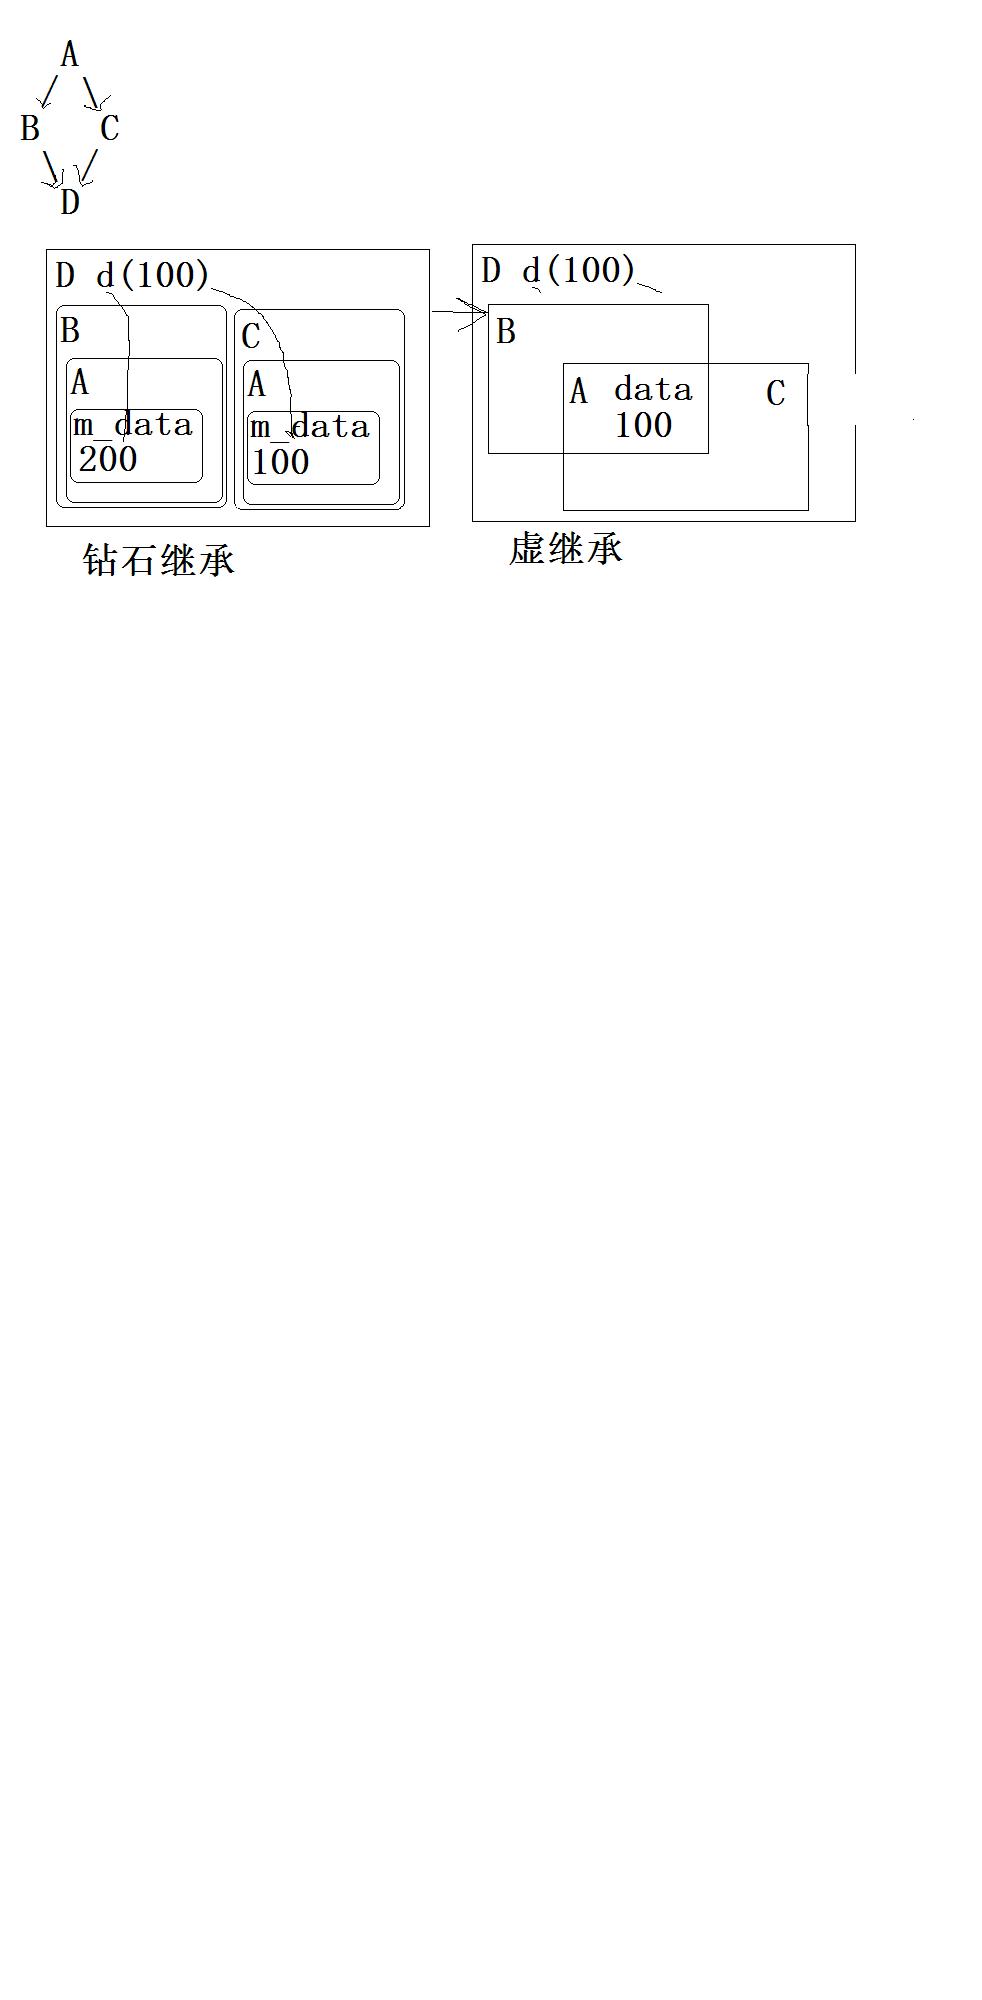 A
B C
D
D d(100)
B
A
m_data
200
C
A
m_data
100
钻石继承
D d(100)
B
A data C
100
虚继承